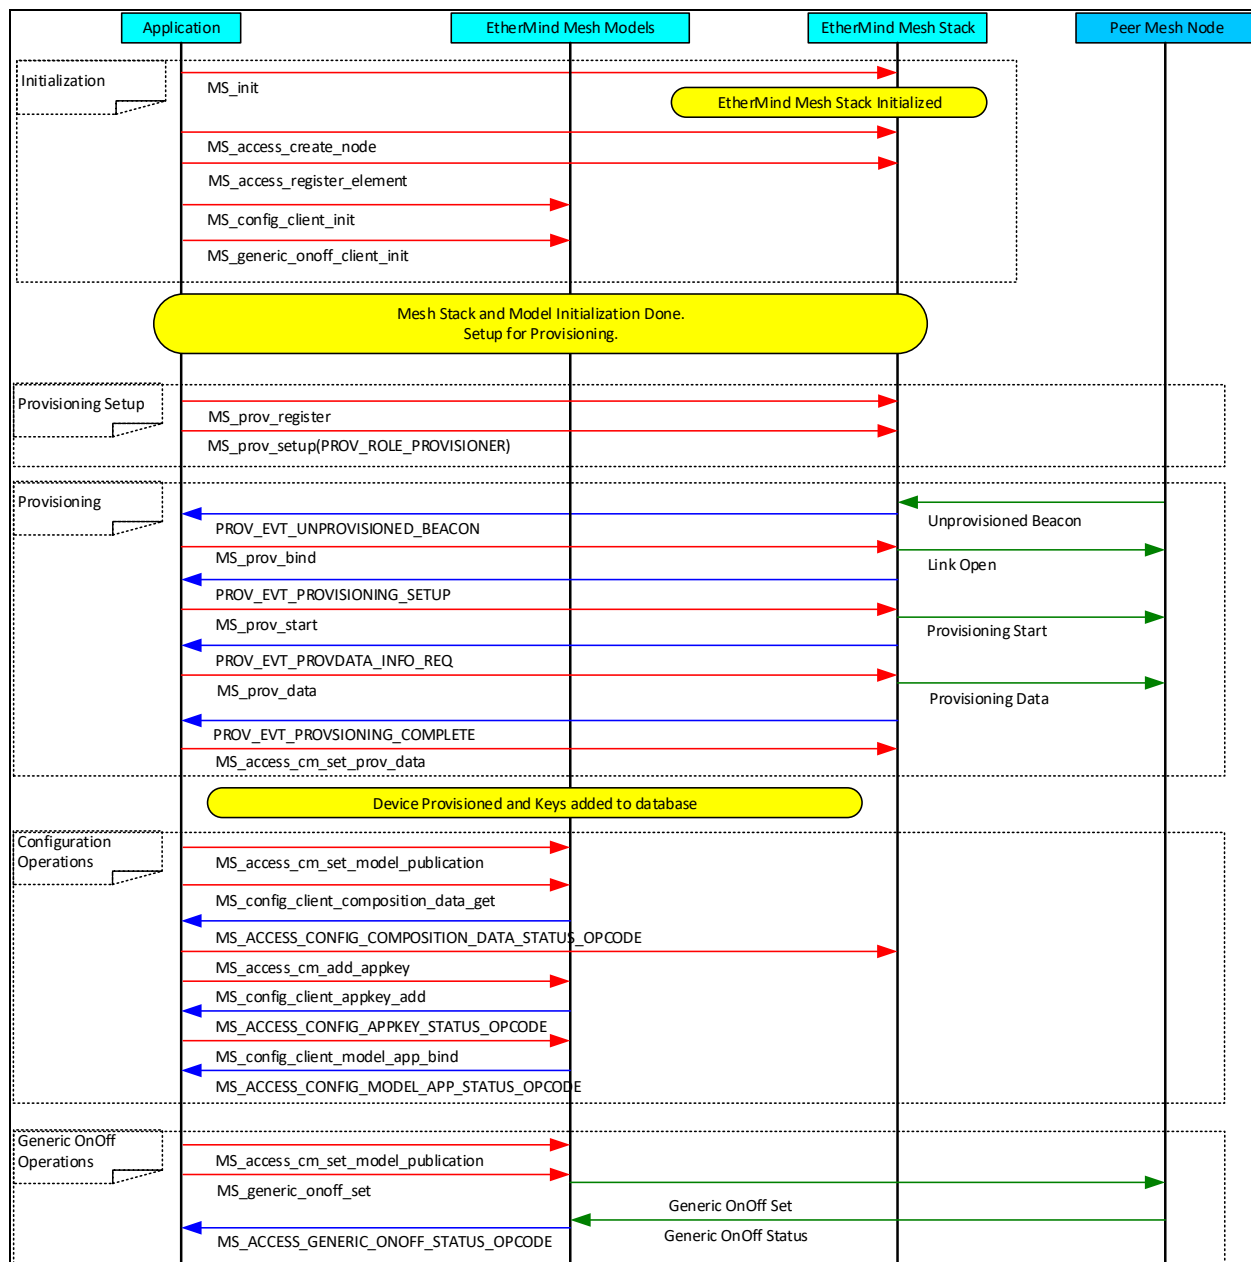 Application
EtherMind Mesh Models
EtherMind Mesh Stack
Peer Mesh Node
Initialization
MS_init
EtherMind Mesh Stack Initialized
MS_access_create_node
MS_access_register_element
MS_config_client_init
MS_generic_onoff_client_init
Mesh Stack and Model Initialization Done.
Setup for Provisioning.
Provisioning Setup
MS_prov_register
MS_prov_setup(PROV_ROLE_PROVISIONER)
Provisioning
Unprovisioned Beacon
PROV_EVT_UNPROVISIONED_BEACON
MS_prov_bind
Link Open
PROV_EVT_PROVISIONING_SETUP
MS_prov_start
Provisioning Start
PROV_EVT_PROVDATA_INFO_REQ
MS_prov_data
Provisioning Data
PROV_EVT_PROVSIONING_COMPLETE
MS_access_cm_set_prov_data
Device Provisioned and Keys added to database
Configuration
Operations
MS_access_cm_set_model_publication
MS_config_client_composition_data_get
MS_ACCESS_CONFIG_COMPOSITION_DATA_STATUS_OPCODE
MS_access_cm_add_appkey
MS_config_client_appkey_add
MS_ACCESS_CONFIG_APPKEY_STATUS_OPCODE
MS_config_client_model_app_bind
MS_ACCESS_CONFIG_MODEL_APP_STATUS_OPCODE
Generic OnOff
Operations
MS_access_cm_set_model_publication
MS_generic_onoff_set
Generic OnOff Set
Generic OnOff Status
MS_ACCESS_GENERIC_ONOFF_STATUS_OPCODE